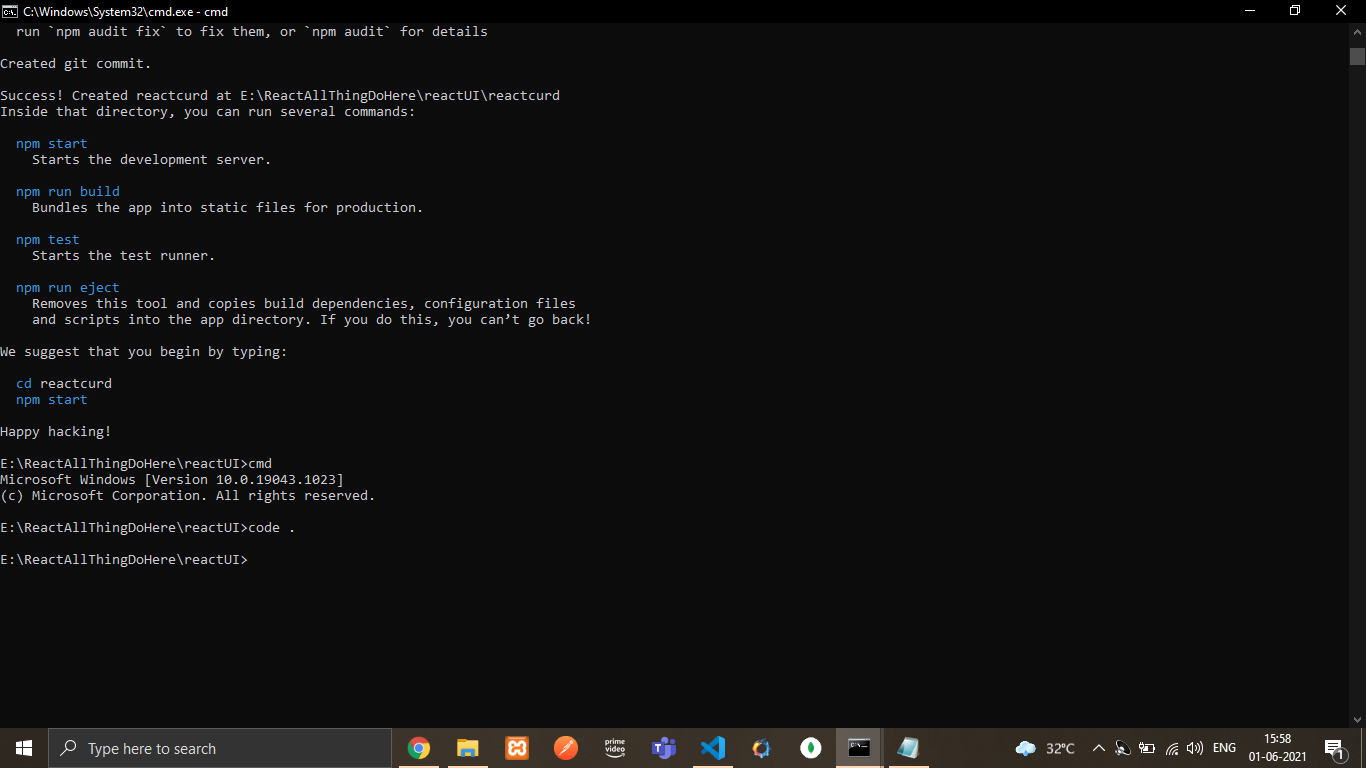 C:\Windows\System32\cmd.exe - cmd
run `npm audit fix` to fix them, or `npm audit` for details
Created git commit.
Success! Created reactcurd at E:\ReactAllThingDoHere\reactUI\reactcurd
Inside that directory, you can run several commands:
npm start
Starts the development server.
npm run build
Bundles the app into static files for production.
npm test
Starts the test runner.
npm run eject
Removes this tool and copies build dependencies, configuration files
and scripts into the app directory. If you do this, you can’t go back!
We suggest that you begin by typing:
cd reactcurd
npm start
Happy hacking!
E:\ReactAllThingDoHere\reactUI>cmd
Microsoft Windows [Version 10.0.19043.1023]
(c) Microsoft Corporation. All rights reserved.
E:\ReactAllThingDoHere\reactUI>code .
E:\ReactAllThingDoHere\reactUI>
Type here to search
prime
video
32°C
ENG
15:58
01-06-2021
1